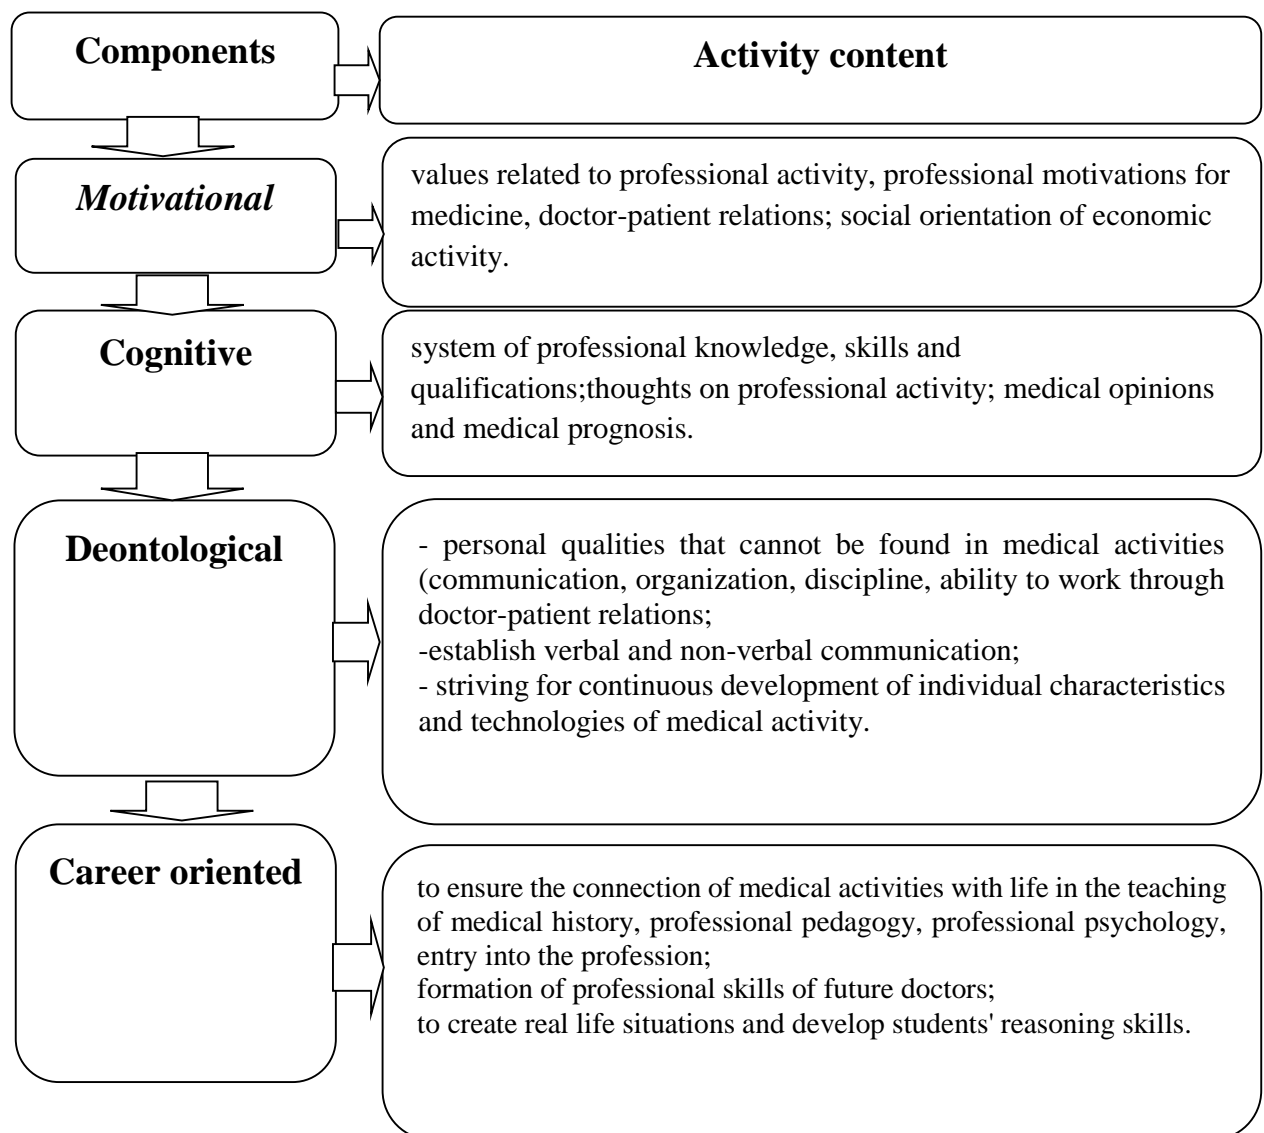 Components
Activity content
Motivational
values related to professional activity, professional motivations for
medicine, doctor-patient relations; social orientation of economic
activity.
Cognitive
system of professional knowledge, skills and
qualifications;thoughts on professional activity; medical opinions
and medical prognosis.
Deontological
- personal qualities that cannot be found in medical activities
(communication, organization, discipline, ability to work through
doctor-patient relations;
-establish verbal and non-verbal communication;
- striving for continuous development of individual characteristics
and technologies of medical activity.
Career oriented
to ensure the connection of medical activities with life in the teaching
of medical history, professional pedagogy, professional psychology,
entry into the profession;
formation of professional skills of future doctors;
to create real life situations and develop students' reasoning skills.